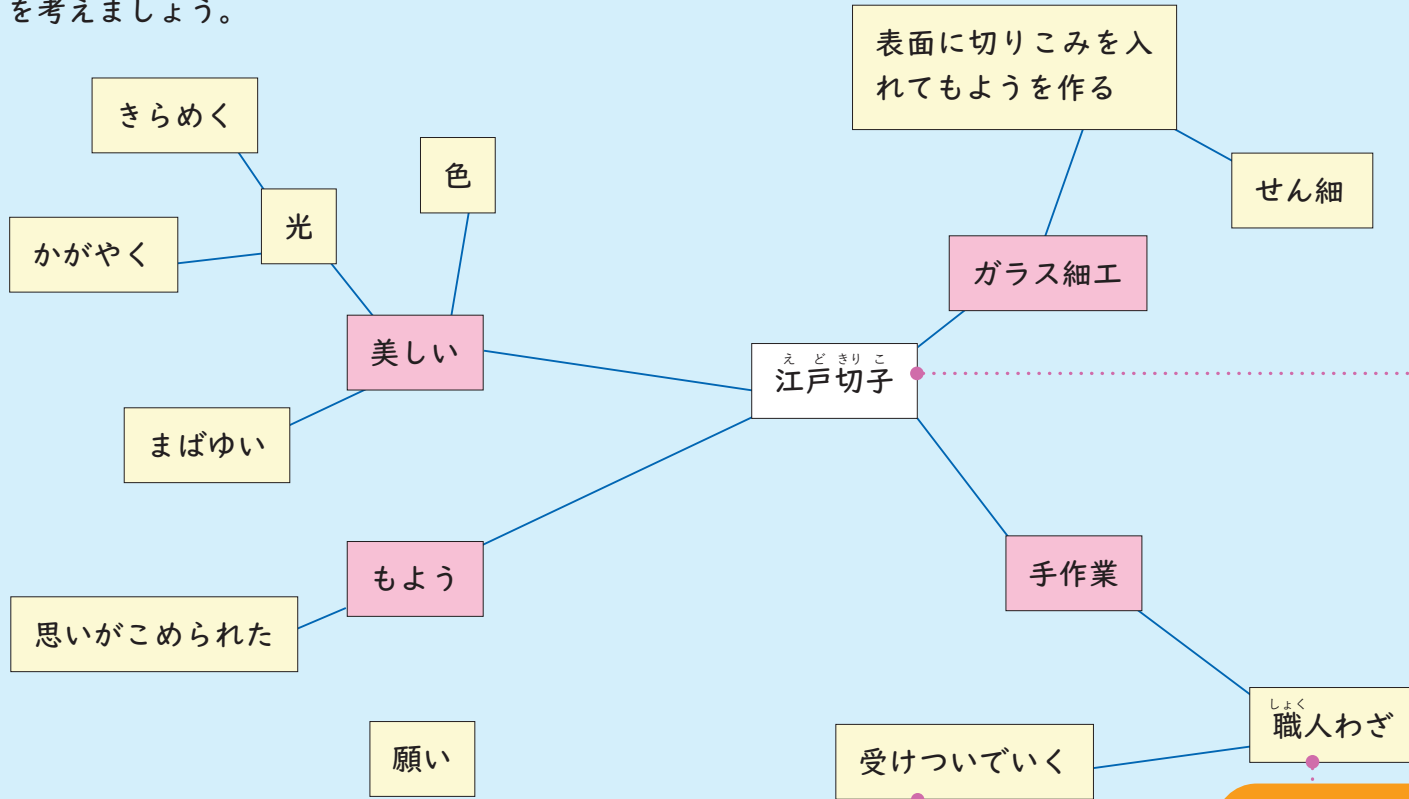 を考えましょう。
表面に切りこみを入
れてもようを作る
きらめく
色
せん細
光
かがやく
ガラス細工
美しい
えどきりこ
江戸切子
まばゆい
もよう
手作業
思いがこめられた
しょく
職人わざ
願い
受けついでいく